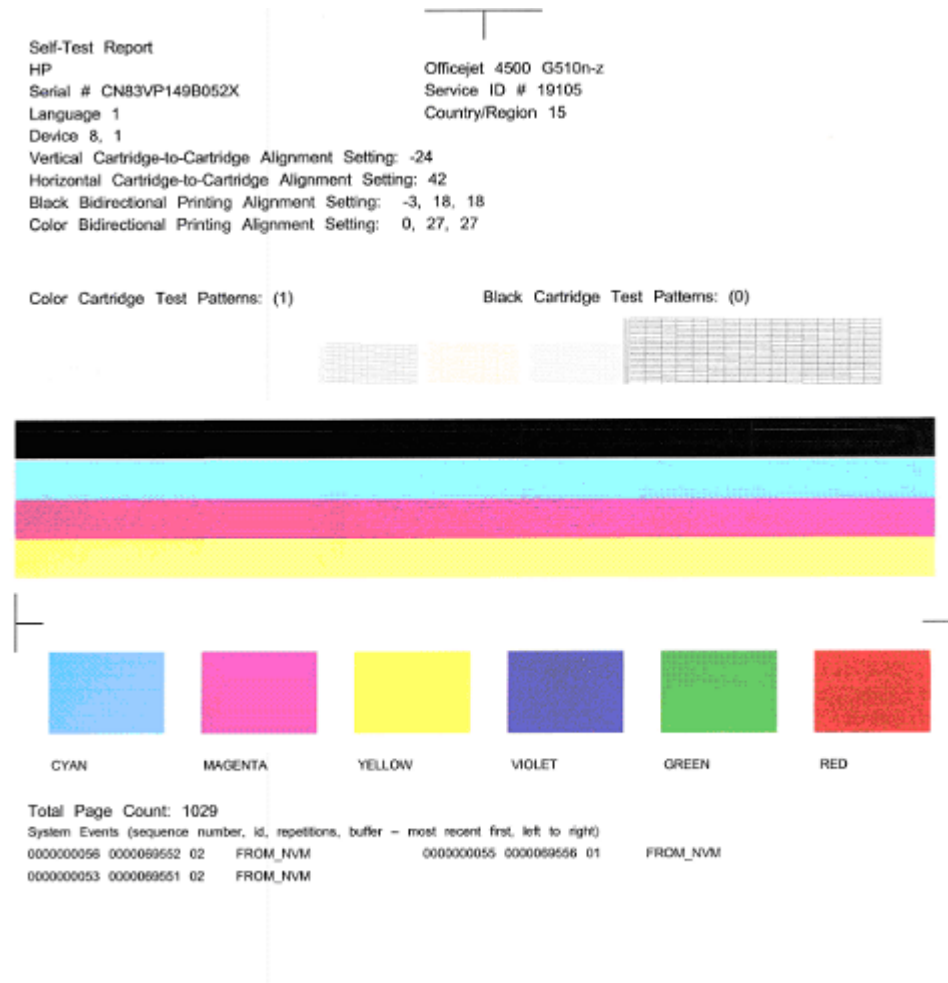 Self-Test Report
HP
Officejet 4500 G510n-z
Serial # CN83VP149B052X
Service ID # 19105
Language 1
Country/Region 15
Device 8, 1
Vertical Cartridge-to-Cartridge Alignment Setting: -24
Horizontal Cartridge-to-Cartridge Alignment Setting: 42
Black Bidirectional Printing Alignment Setting: -3, 18, 18
Color Bidirectional Printing Alignment Setting: 0, 27, 27
Color Cartridge Test Patterns: (1)
Black Cartridge Test Patterns: (0)
CYAN
MAGENTA
YELLOW
VIOLET
GREEN
RED
Total Page Count: 1029
System Events (sequence number, id, repetitions, buffer – most recent first, left to right)
0000000056 0000069552 02 FROM_NVM
0000000055 0000069556 01 FROM_NVM
0000000053 0000069551 02 FROM_NVM